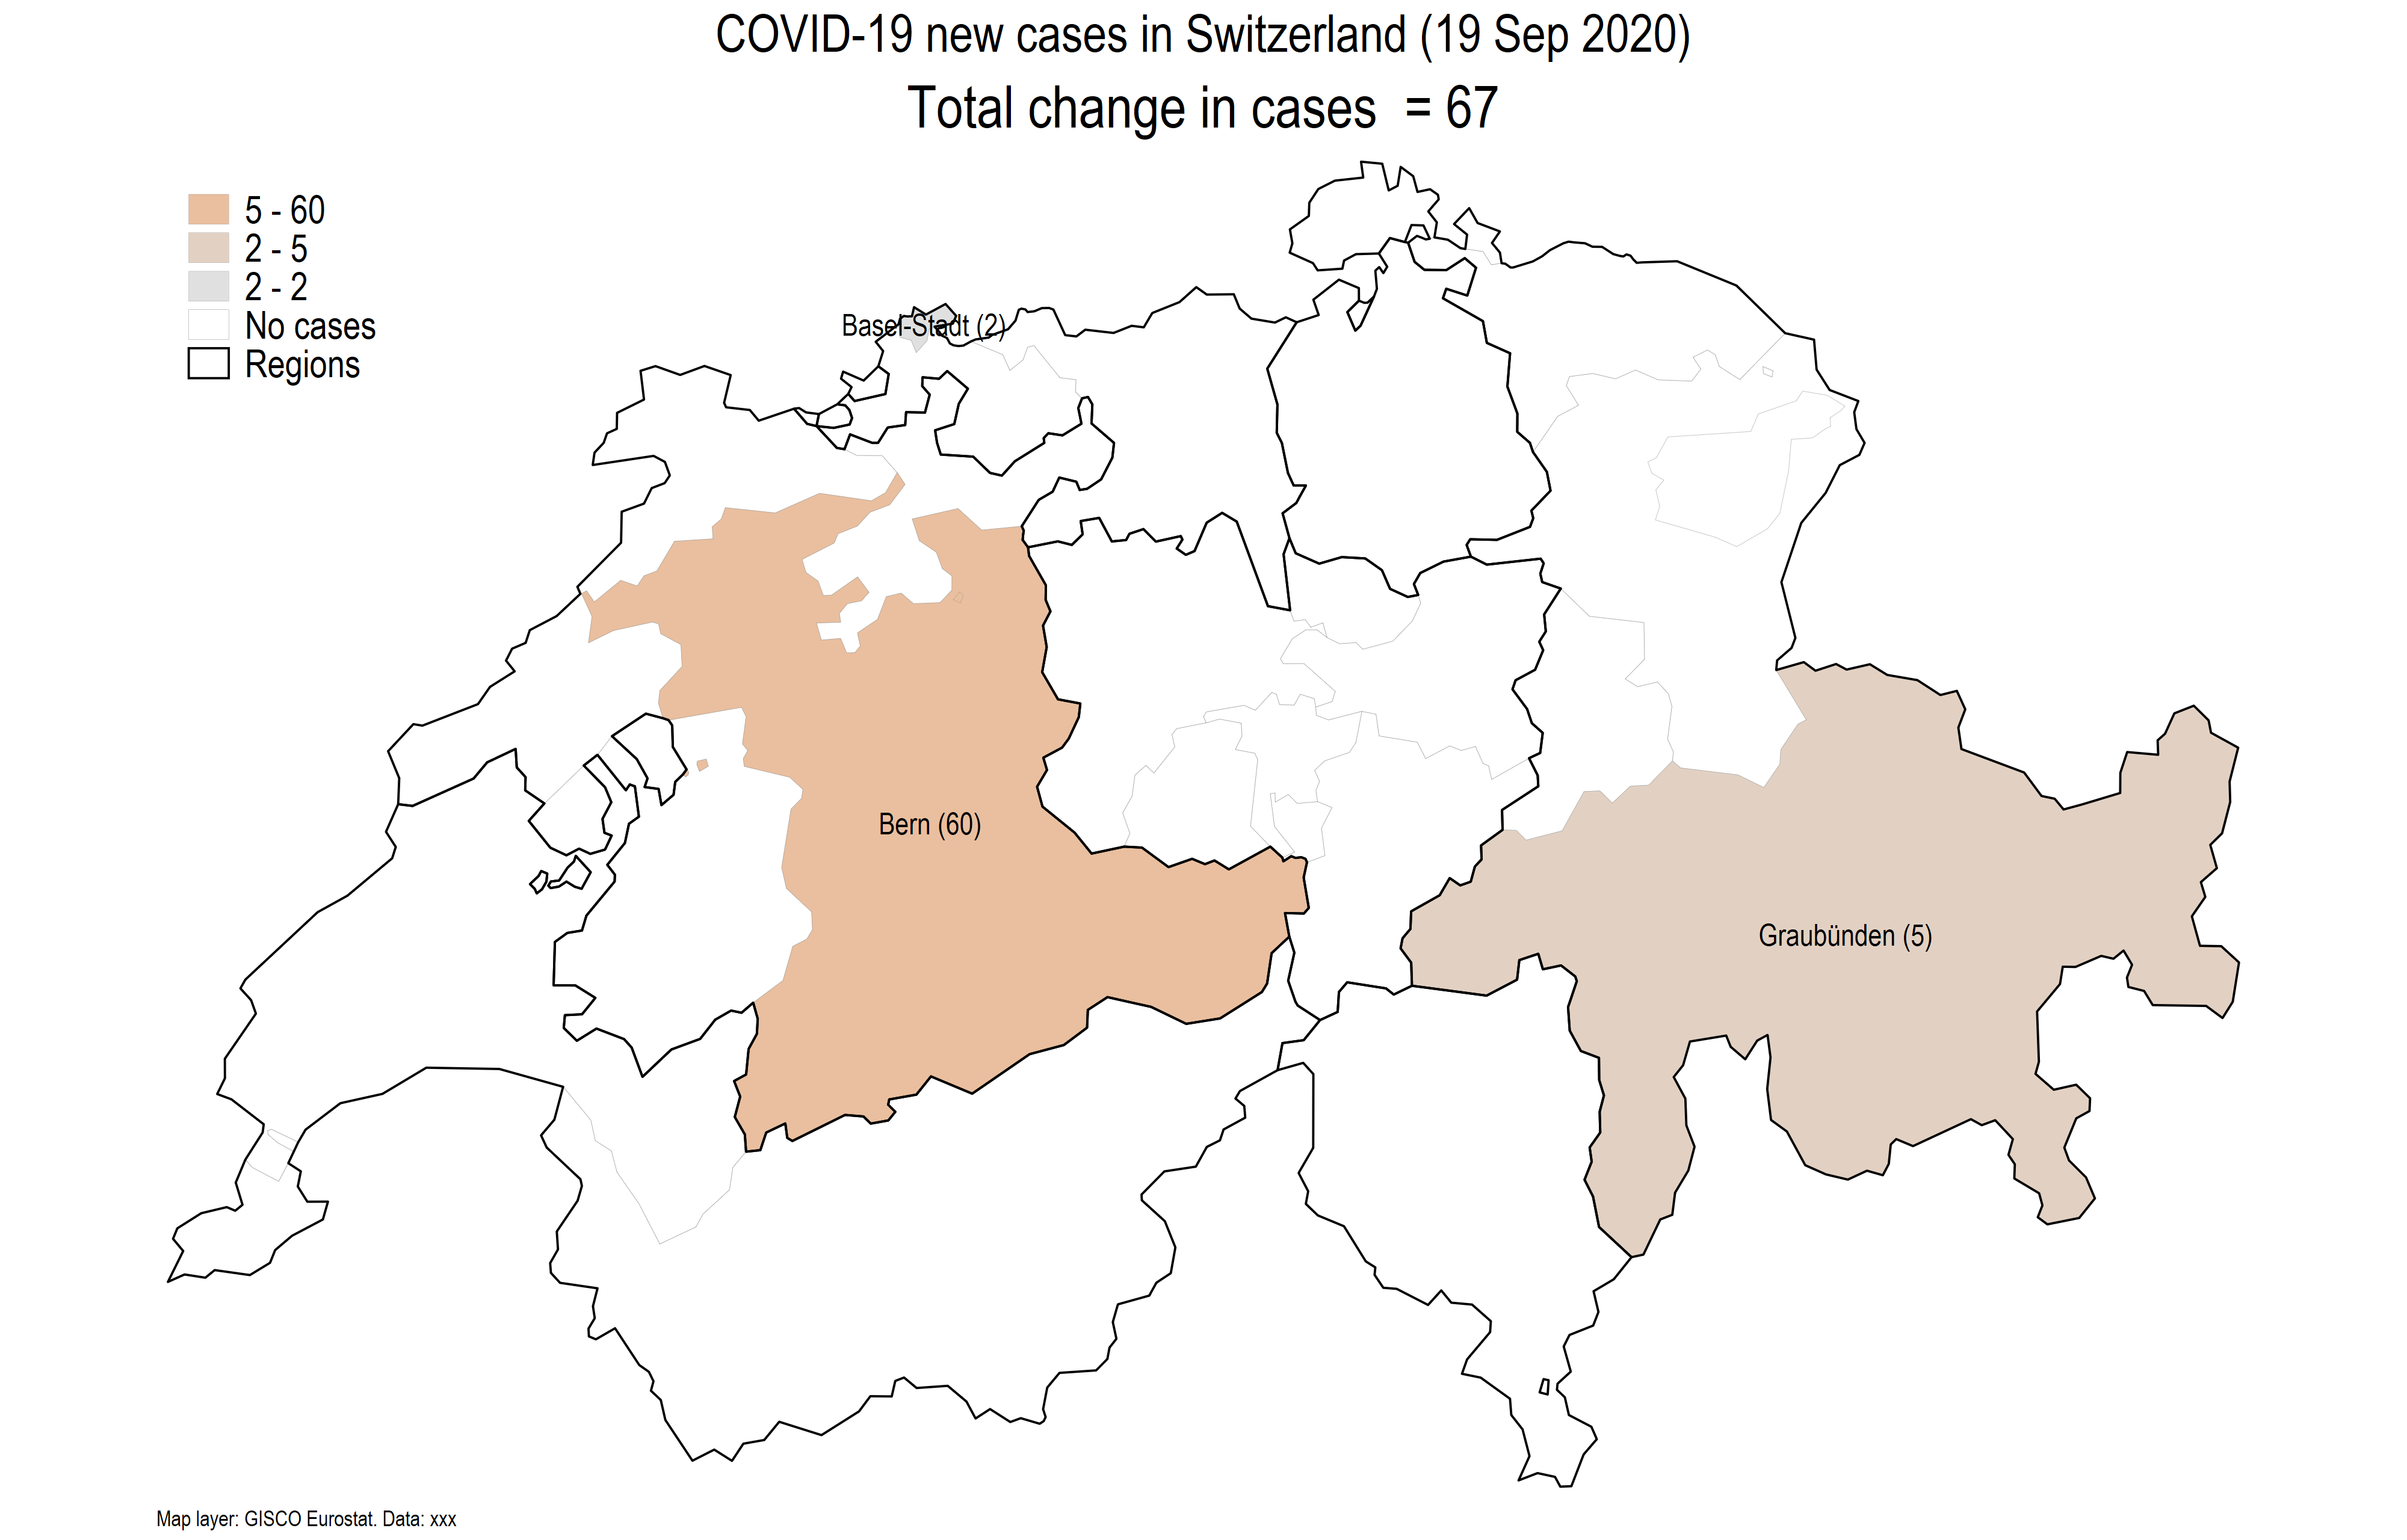 COVID-19 new cases in Switzerland (19 Sep 2020)
Total change in cases = 67
5 - 60
2 - 5
2 - 2
No cases
Regions
Basel-Stadt (2)
Bern (60)
Graubünden (5)
Map layer: GISCO Eurostat. Data: xxx